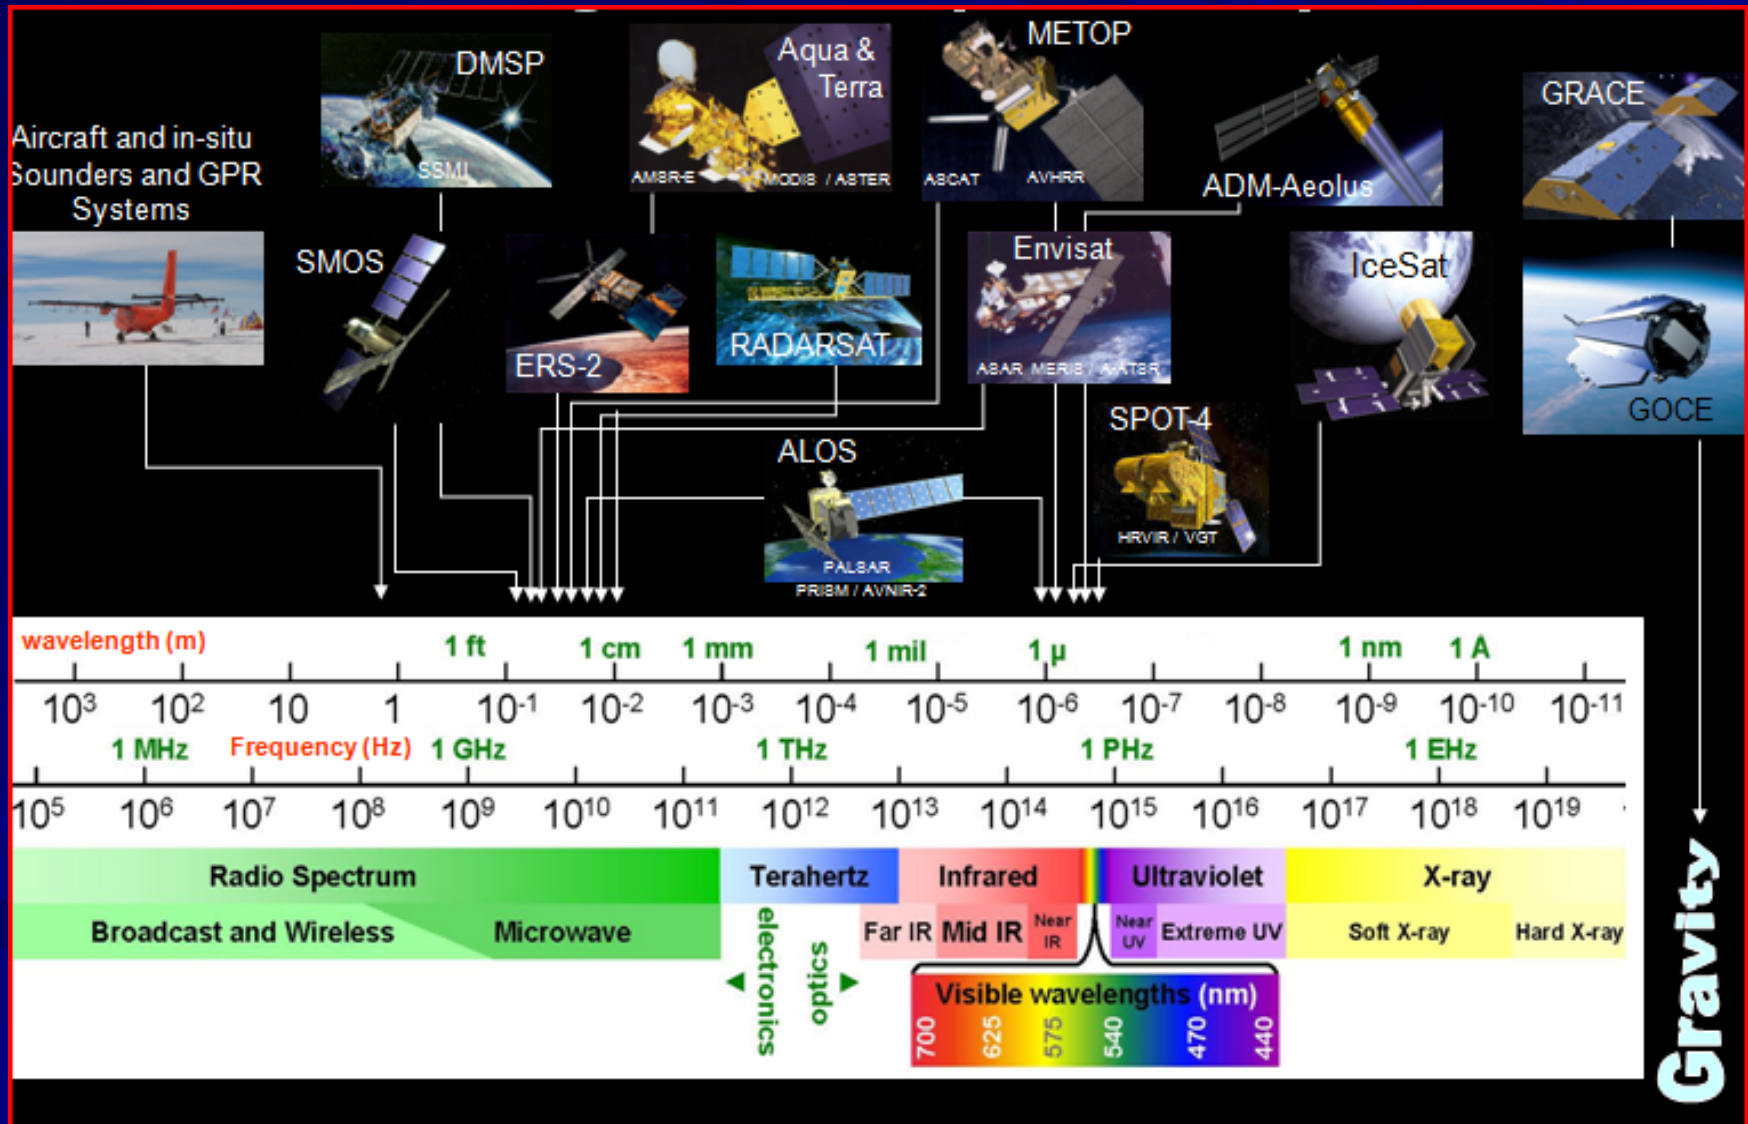 DMSP
SSMI
Aqua &
Terra
AMSR-E
MODIS / ASTER
METOP
ASCAT
AVHRR
ADM-Aeolus
GRACE
Aircraft and in-situ
Sounders and GPR
Systems
SMOS
ERS-2
RADARSAT
Envisat
ASAR MERIS / A-ATSR
IceSat
GOCE
ALOS
PALSAR
PRISM / AVNIR-2
SPOT-4
HRVIR / VGT
wavelength (m)
1 ft 1 cm 1 mm 1 mil 1 µ 1 nm 1 A
10³ 10² 10 1 10⁻¹ 10⁻² 10⁻³ 10⁻⁴ 10⁻⁵ 10⁻⁶ 10⁻⁷ 10⁻⁸ 10⁻⁹ 10⁻¹⁰ 10⁻¹¹
1 MHz Frequency (Hz) 1 GHz 1 THz 1 PHz 1 EHz
10⁵ 10⁶ 10⁷ 10⁸ 10⁹ 10¹⁰ 10¹¹ 10¹² 10¹³ 10¹⁴ 10¹⁵ 10¹⁶ 10¹⁷ 10¹⁸ 10¹⁹
Radio Spectrum Terahertz Infrared Ultraviolet X-ray
Broadcast and Wireless Microwave
electronics
optics
Far IR Mid IR
Near
IR
Near
UV
Extreme UV Soft X-ray Hard X-ray
Visible wavelengths (nm)
700 625 575 540 470 440
Gravity